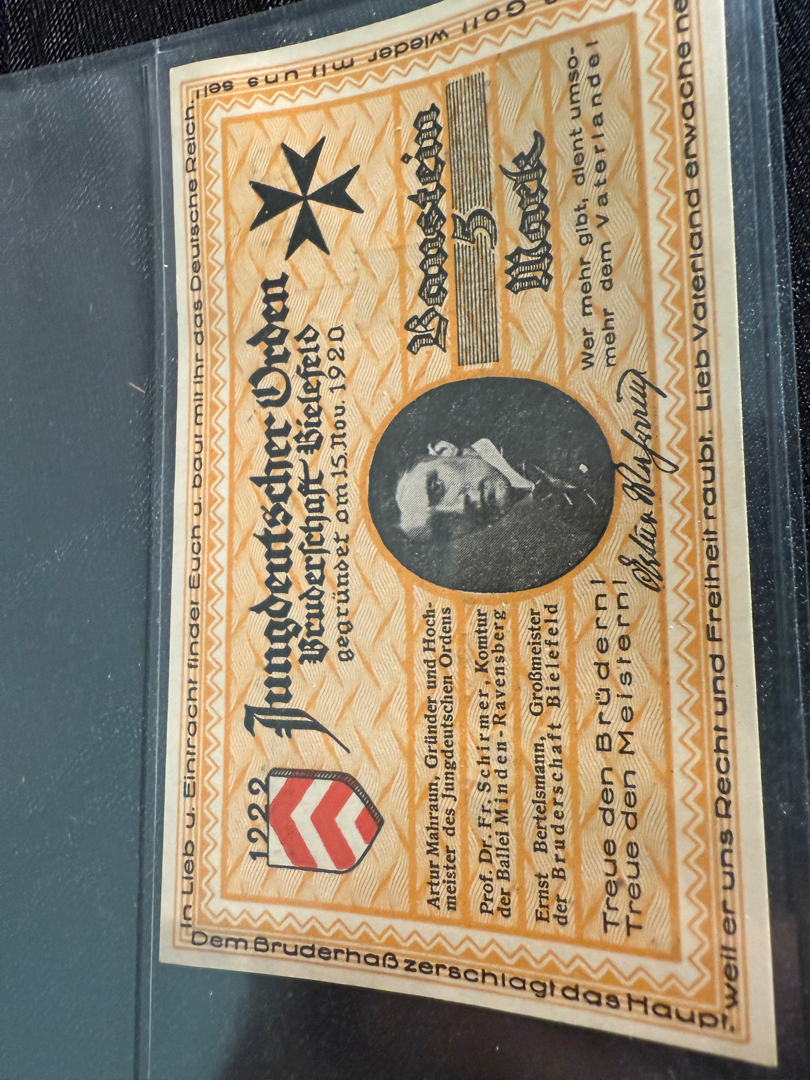 In Lieb u. Eintracht findet Euch u. baut mir Ihr das Deutsche Reich.
1222
Jungdeutscher Orden
Bruderschaft Bielefeld
gegründet am 15. Nov. 1920
Artur Mahraun, Gründer und Hoch-
meister des Jungdeutschen Ordens
Prof. Dr. Fr. Schirmer, Komtur
der Ballei Minden-Ravensberg
Ernst Bertelsmann, Großmeister
der Bruderschaft Bielefeld
Treue den Brüdern!
Treue den Meistern!
Baustein
5
Mark
Wer mehr gibt, dient umso-
mehr dem Vaterlande!
Dem Bruderhaß zerschlagt das Haupt
weil er uns Recht und Freiheit raubt. Lieb Vaterland erwache ne
Gott wieder mit uns sei!